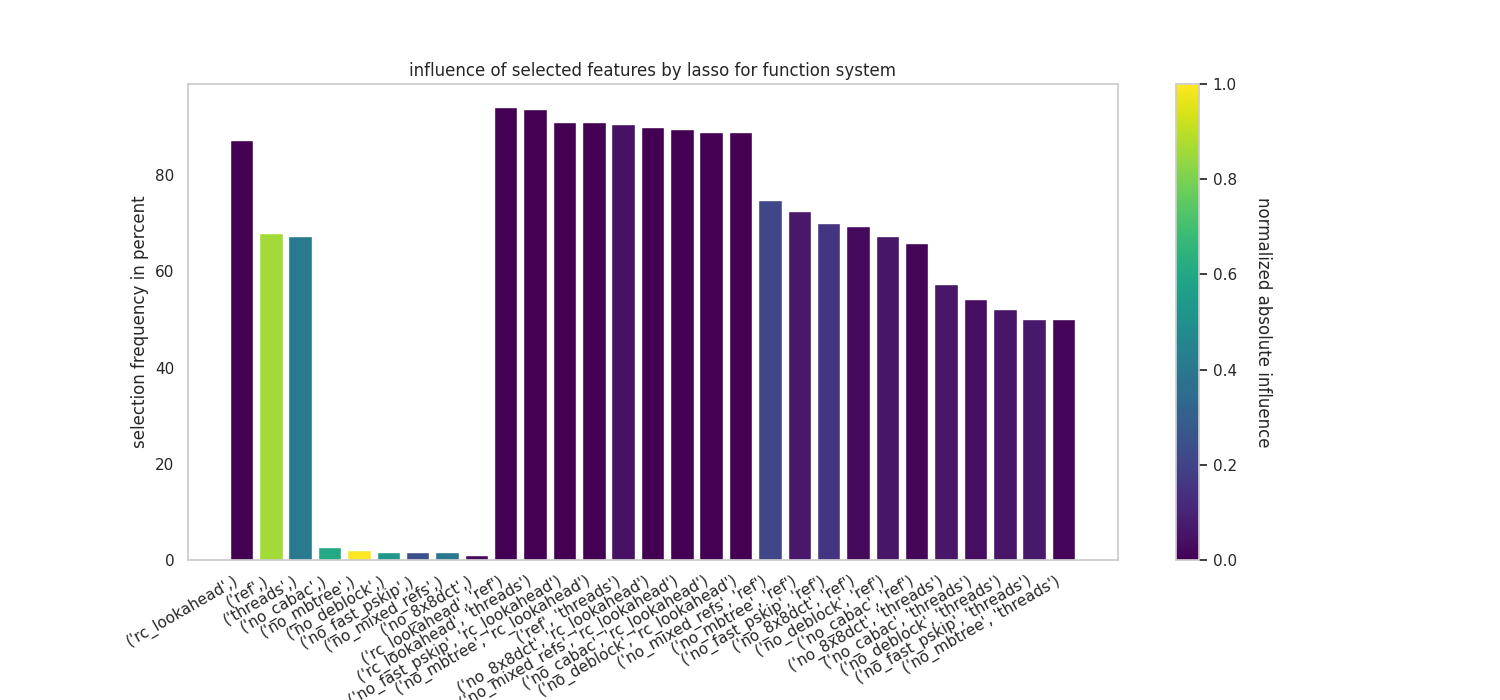 influence of selected features by lasso for function system
selection frequency in percent
80
60
40
20
0
('rc_lookahead',)
('ref',)
('threads',)
('no_cabac',)
('no_mbtree',)
('no_deblock',)
('no_fast_pskip',)
('no_mixed_refs',)
('no_8x8dct',)
('rc_lookahead', 'ref')
('rc_lookahead', 'threads')
('no_fast_pskip', 'rc_lookahead')
('no_mbtree', 'rc_lookahead')
('ref', 'threads')
('no_8x8dct', 'rc_lookahead')
'no_mixed_refs', 'rc_lookahead')
('no_cabac', 'rc_lookahead')
('no_deblock', 'rc_lookahead')
('no_mixed_refs', 'ref')
('no_mbtree', 'ref')
('no_fast_pskip', 'ref')
('no_8x8dct', 'ref')
('no_deblock', 'ref')
('no_cabac', 'ref')
('no_8x8dct', 'threads')
('no_cabac', 'threads')
('no_deblock', 'threads')
('no_fast_pskip', 'threads')
('no_mbtree', 'threads')
1.0
0.8
0.6
0.4
0.2
0.0
normalized absolute influence